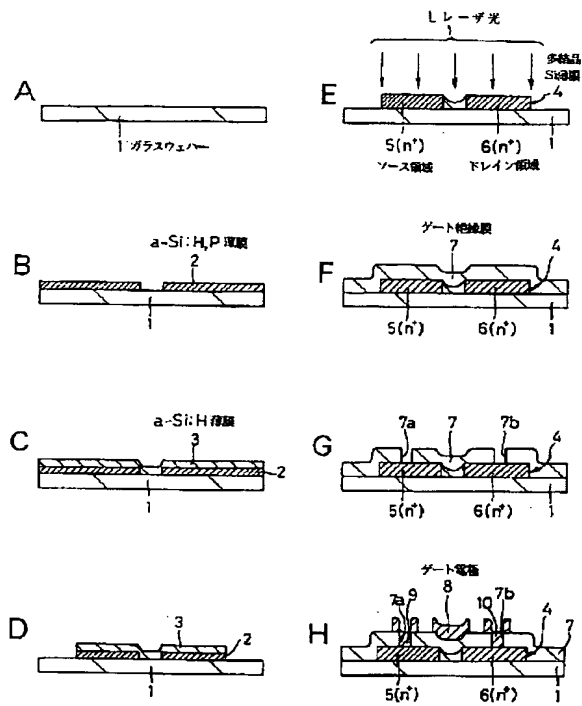 A
1 ガラスウェハー
B
a-Si:H,P薄膜
2
1
C
a-Si:H薄膜
3
2
1
D
3
2
1
L レーザ光
多結晶
Si薄膜
E
4
5(n⁺)
6(n⁺)
1
ソース領域
ドレイン領域
ゲート絶縁膜
F
7
4
5(n⁺)
6(n⁺)
1
G
7a
7
7b
4
5(n⁺)
6(n⁺)
1
ゲート電極
H
7a
9
8
10
7b
4
7
5(n⁺)
6(n⁺)
1